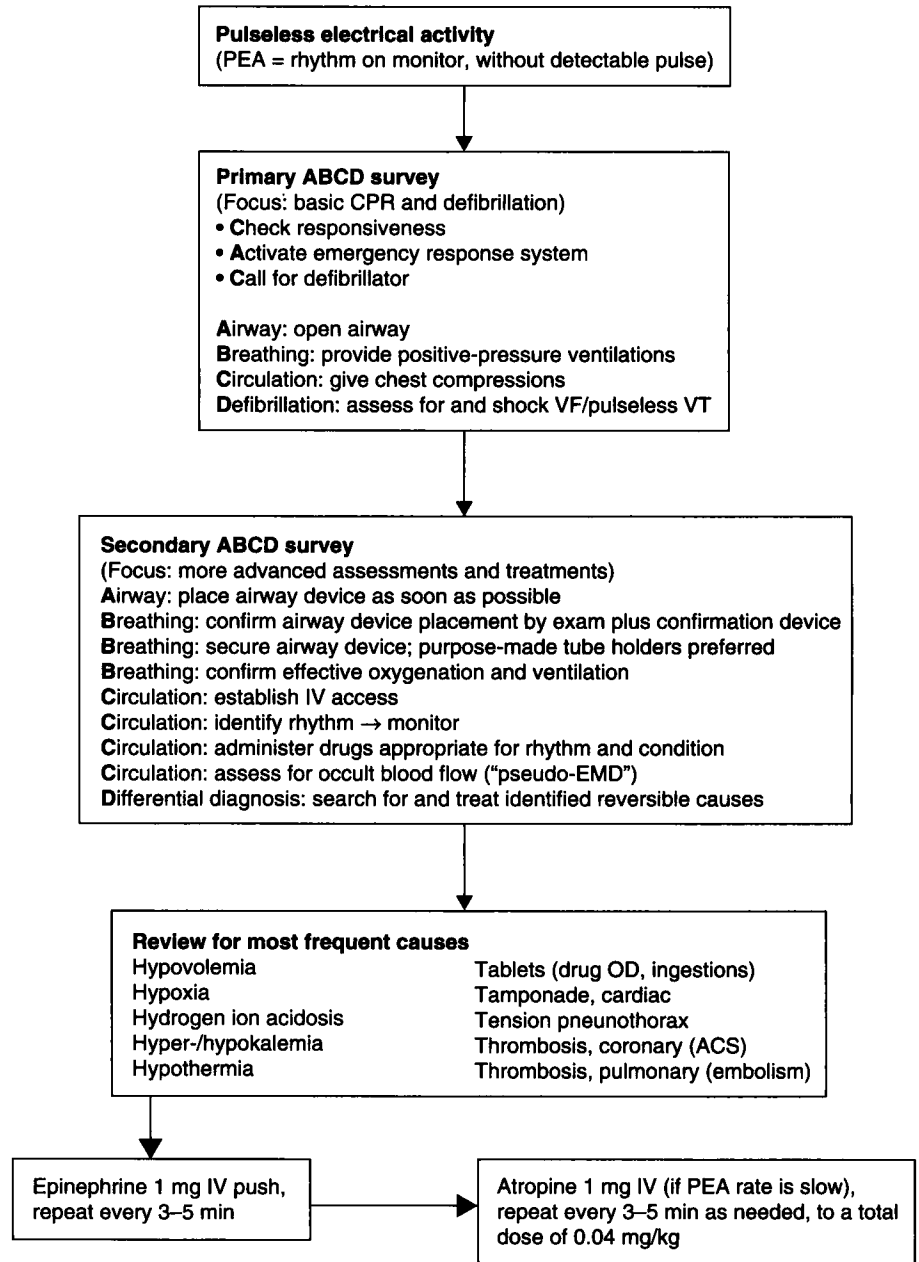 Pulseless electrical activity
(PEA = rhythm on monitor, without detectable pulse)
Primary ABCD survey
(Focus: basic CPR and defibrillation)
• Check responsiveness
• Activate emergency response system
• Call for defibrillator
Airway: open airway
Breathing: provide positive-pressure ventilations
Circulation: give chest compressions
Defibrillation: assess for and shock VF/pulseless VT
Secondary ABCD survey
(Focus: more advanced assessments and treatments)
Airway: place airway device as soon as possible
Breathing: confirm airway device placement by exam plus confirmation device
Breathing: secure airway device; purpose-made tube holders preferred
Breathing: confirm effective oxygenation and ventilation
Circulation: establish IV access
Circulation: identify rhythm → monitor
Circulation: administer drugs appropriate for rhythm and condition
Circulation: assess for occult blood flow ("pseudo-EMD")
Differential diagnosis: search for and treat identified reversible causes
Review for most frequent causes
Hypovolemia
Hypoxia
Hydrogen ion acidosis
Hyper-/hypokalemia
Hypothermia
Tablets (drug OD, ingestions)
Tamponade, cardiac
Tension pneunothorax
Thrombosis, coronary (ACS)
Thrombosis, pulmonary (embolism)
Epinephrine 1 mg IV push,
repeat every 3–5 min
Atropine 1 mg IV (if PEA rate is slow),
repeat every 3–5 min as needed, to a total
dose of 0.04 mg/kg